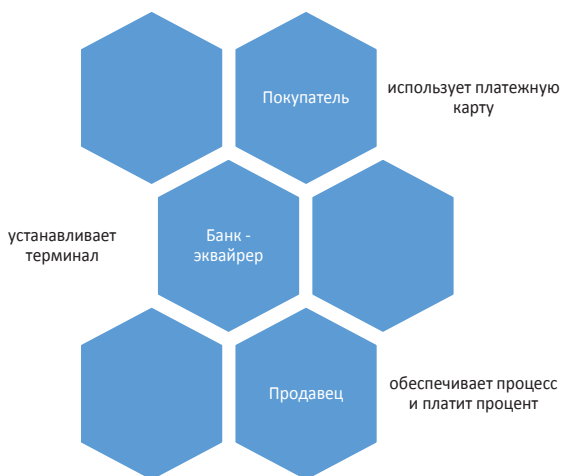 Покупатель
использует платежную
карту
устанавливает
терминал
Банк -
эквайрер
Продавец
обеспечивает процесс
и платит процент